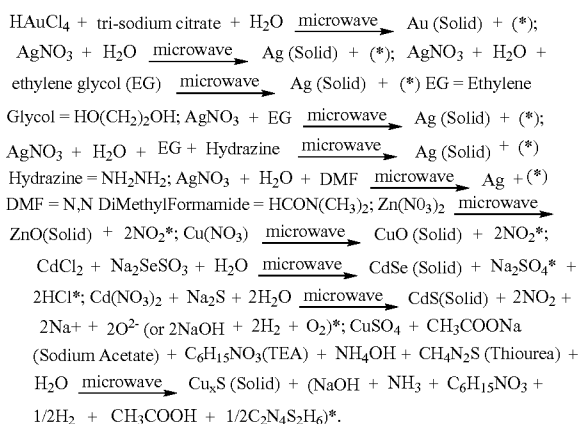 HAuCl4 + tri-sodium citrate + H2O microwave Au (Solid) + (*);
AgNO3 + H2O microwave Ag (Solid) + (*); AgNO3 + H2O +
ethylene glycol (EG) microwave Ag (Solid) + (*) EG = Ethylene
Glycol = HO(CH2)2OH; AgNO3 + EG microwave Ag (Solid) + (*);
AgNO3 + H2O + EG + Hydrazine microwave Ag (Solid) + (*)
Hydrazine = NH2NH2; AgNO3 + H2O + DMF microwave Ag + (*)
DMF = N,N DiMethylFormamide = HCON(CH3)2; Zn(N03)2 microwave
ZnO(Solid) + 2NO2*; Cu(NO3) microwave CuO (Solid) + 2NO2*;
CdCl2 + Na2SeSO3 + H2O microwave CdSe (Solid) + Na2SO4* +
2HCl*; Cd(NO3)2 + Na2S + 2H2O microwave CdS(Solid) + 2NO2 +
2Na+ + 2O2- (or 2NaOH + 2H2 + O2)*; CuSO4 + CH3COONa
(Sodium Acetate) + C6H15NO3(TEA) + NH4OH + CH4N2S (Thiourea) +
H2O microwave CuxS (Solid) + (NaOH + NH3 + C6H15NO3 +
1/2H2 + CH3COOH + 1/2C2N4S2H6)*.